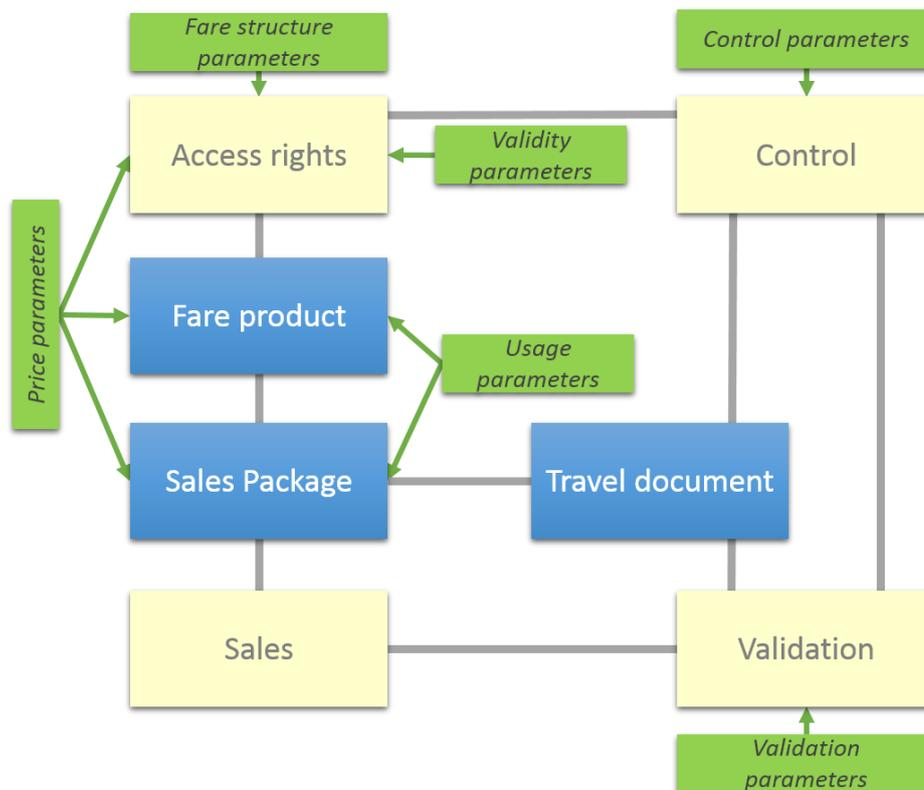 Fare structure
parameters
Control parameters
Access rights
Validity
parameters
Control
Price parameters
Fare product
Usage
parameters
Sales Package
Travel document
Sales
Validation
Validation
parameters